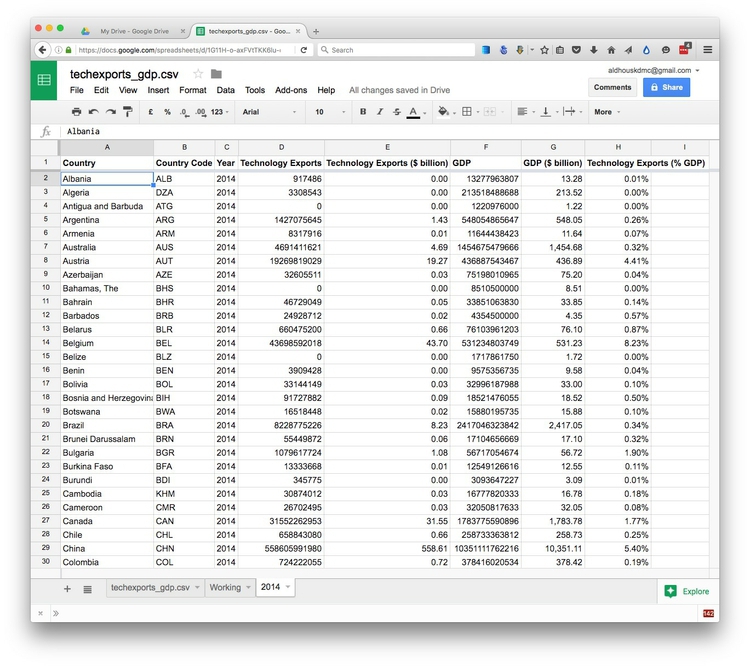 My Drive - Google Drive × techexports_gdp.csv - Goo... × +
https://docs.google.com/spreadsheets/d/1G11H-o-axFVtTKK6lu-- Search 4
techexports_gdp.csv
aldhouskdmc@gmail.com
File Edit View Insert Format Data Tools Add-ons Help All changes saved in Drive Comments Share
£ % .0 .00 123 Arial 10 B I S A More
fx Albania
A B C D E F G H I
1 Country Country Code Year Technology Exports Technology Exports ($ billion) GDP GDP ($ billion) Technology Exports (% GDP)
2 Albania ALB 2014 917486 0.00 13277963807 13.28 0.01%
3 Algeria DZA 2014 3308543 0.00 213518488688 213.52 0.00%
4 Antigua and Barbuda ATG 2014 0 0.00 1220976000 1.22 0.00%
5 Argentina ARG 2014 1427075645 1.43 548054865647 548.05 0.26%
6 Armenia ARM 2014 8317916 0.01 11644438423 11.64 0.07%
7 Australia AUS 2014 4691411621 4.69 1454675479666 1,454.68 0.32%
8 Austria AUT 2014 19269819029 19.27 436887543467 436.89 4.41%
9 Azerbaijan AZE 2014 32605511 0.03 75198010965 75.20 0.04%
10 Bahamas, The BHS 2014 0 0.00 8510500000 8.51 0.00%
11 Bahrain BHR 2014 46729049 0.05 33851063830 33.85 0.14%
12 Barbados BRB 2014 24928712 0.02 4354500000 4.35 0.57%
13 Belarus BLR 2014 660475200 0.66 76103961203 76.10 0.87%
14 Belgium BEL 2014 43698592018 43.70 531234803749 531.23 8.23%
15 Belize BLZ 2014 0 0.00 1717861750 1.72 0.00%
16 Benin BEN 2014 3909428 0.00 9575356735 9.58 0.04%
17 Bolivia BOL 2014 33144149 0.03 32996187988 33.00 0.10%
18 Bosnia and Herzegovina BIH 2014 91727882 0.09 18521476055 18.52 0.50%
19 Botswana BWA 2014 16518448 0.02 15880195735 15.88 0.10%
20 Brazil BRA 2014 8228775226 8.23 2417046323842 2,417.05 0.34%
21 Brunei Darussalam BRN 2014 55449872 0.06 17104656669 17.10 0.32%
22 Bulgaria BGR 2014 1079617724 1.08 56717054674 56.72 1.90%
23 Burkina Faso BFA 2014 13333668 0.01 12549126616 12.55 0.11%
24 Burundi BDI 2014 345775 0.00 3093647227 3.09 0.01%
25 Cambodia KHM 2014 30874012 0.03 16777820333 16.78 0.18%
26 Cameroon CMR 2014 26702495 0.03 32050817633 32.05 0.08%
27 Canada CAN 2014 31552262953 31.55 1783775590896 1,783.78 1.77%
28 Chile CHL 2014 658843080 0.66 258733363812 258.73 0.25%
29 China CHN 2014 558605991980 558.61 10351111762216 10,351.11 5.40%
30 Colombia COL 2014 724222055 0.72 378416020534 378.42 0.19%
+ techexports_gdp.csv Working 2014 Explore
× » 142